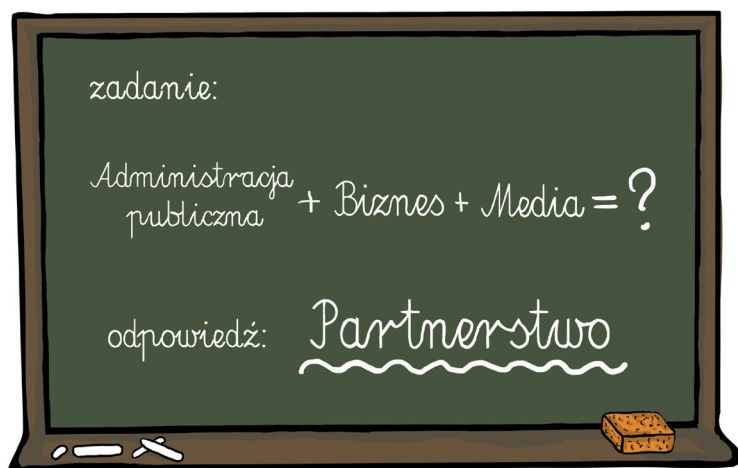 zadanie:
Administracja
publiczna + Biznes + Media = ?
odpowiedź: Partnerstwo